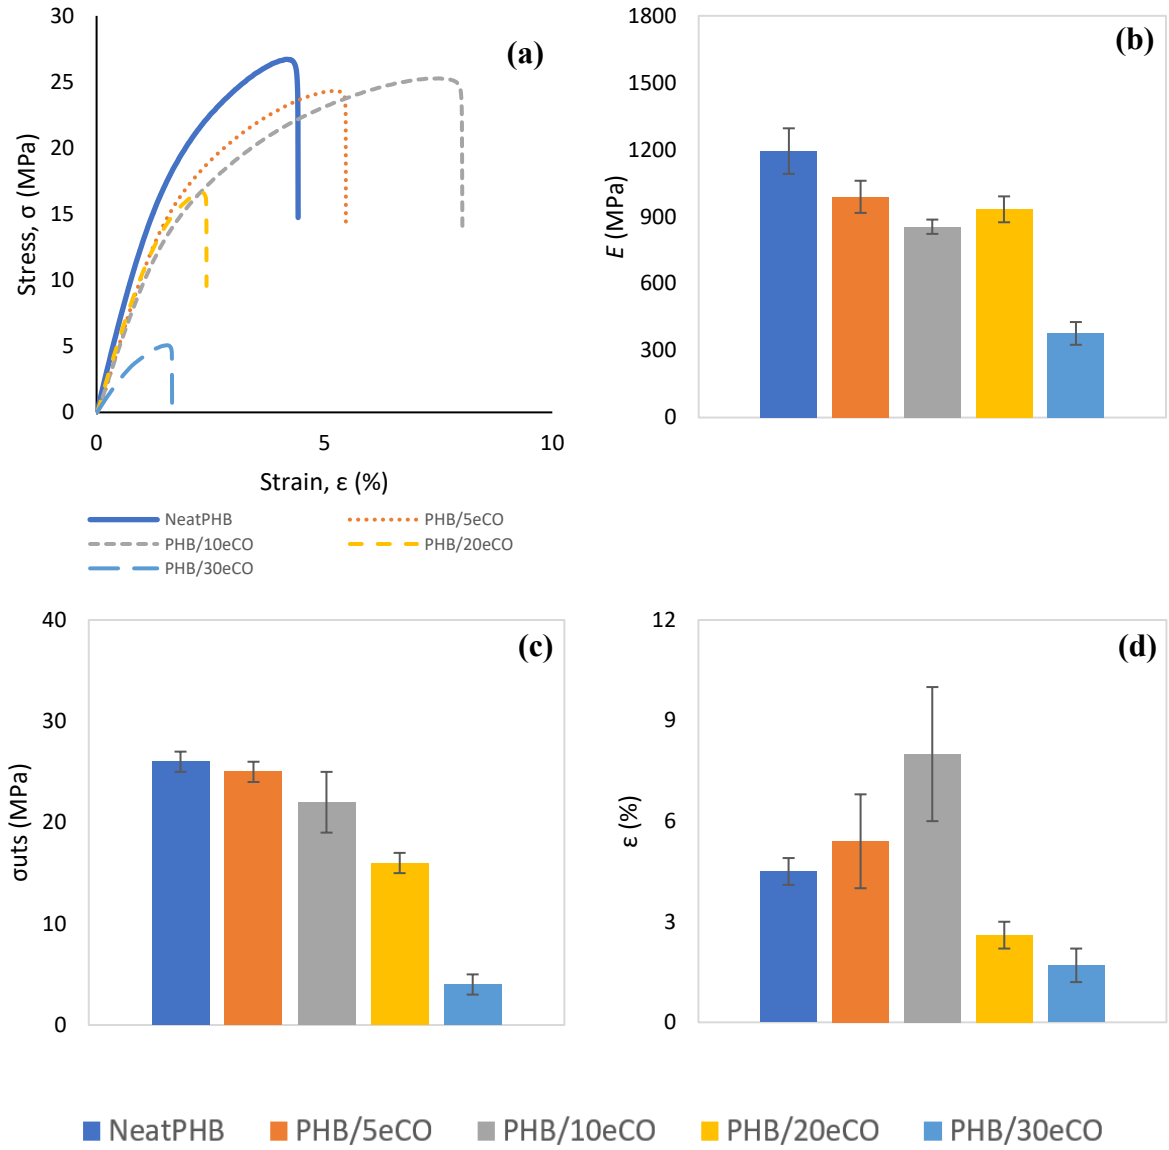 (a)
30
25
20
15
10
5
0
Stress, σ (MPa)
0 5 10
Strain, ε (%)
NeatPHB PHB/5eCO
PHB/10eCO PHB/20eCO
PHB/30eCO
(b)
1800
1500
1200
900
600
300
0
E (MPa)
(c)
40
30
20
10
0
σuts (MPa)
(d)
12
9
6
3
0
ε (%)
NeatPHB PHB/5eCO PHB/10eCO PHB/20eCO PHB/30eCO